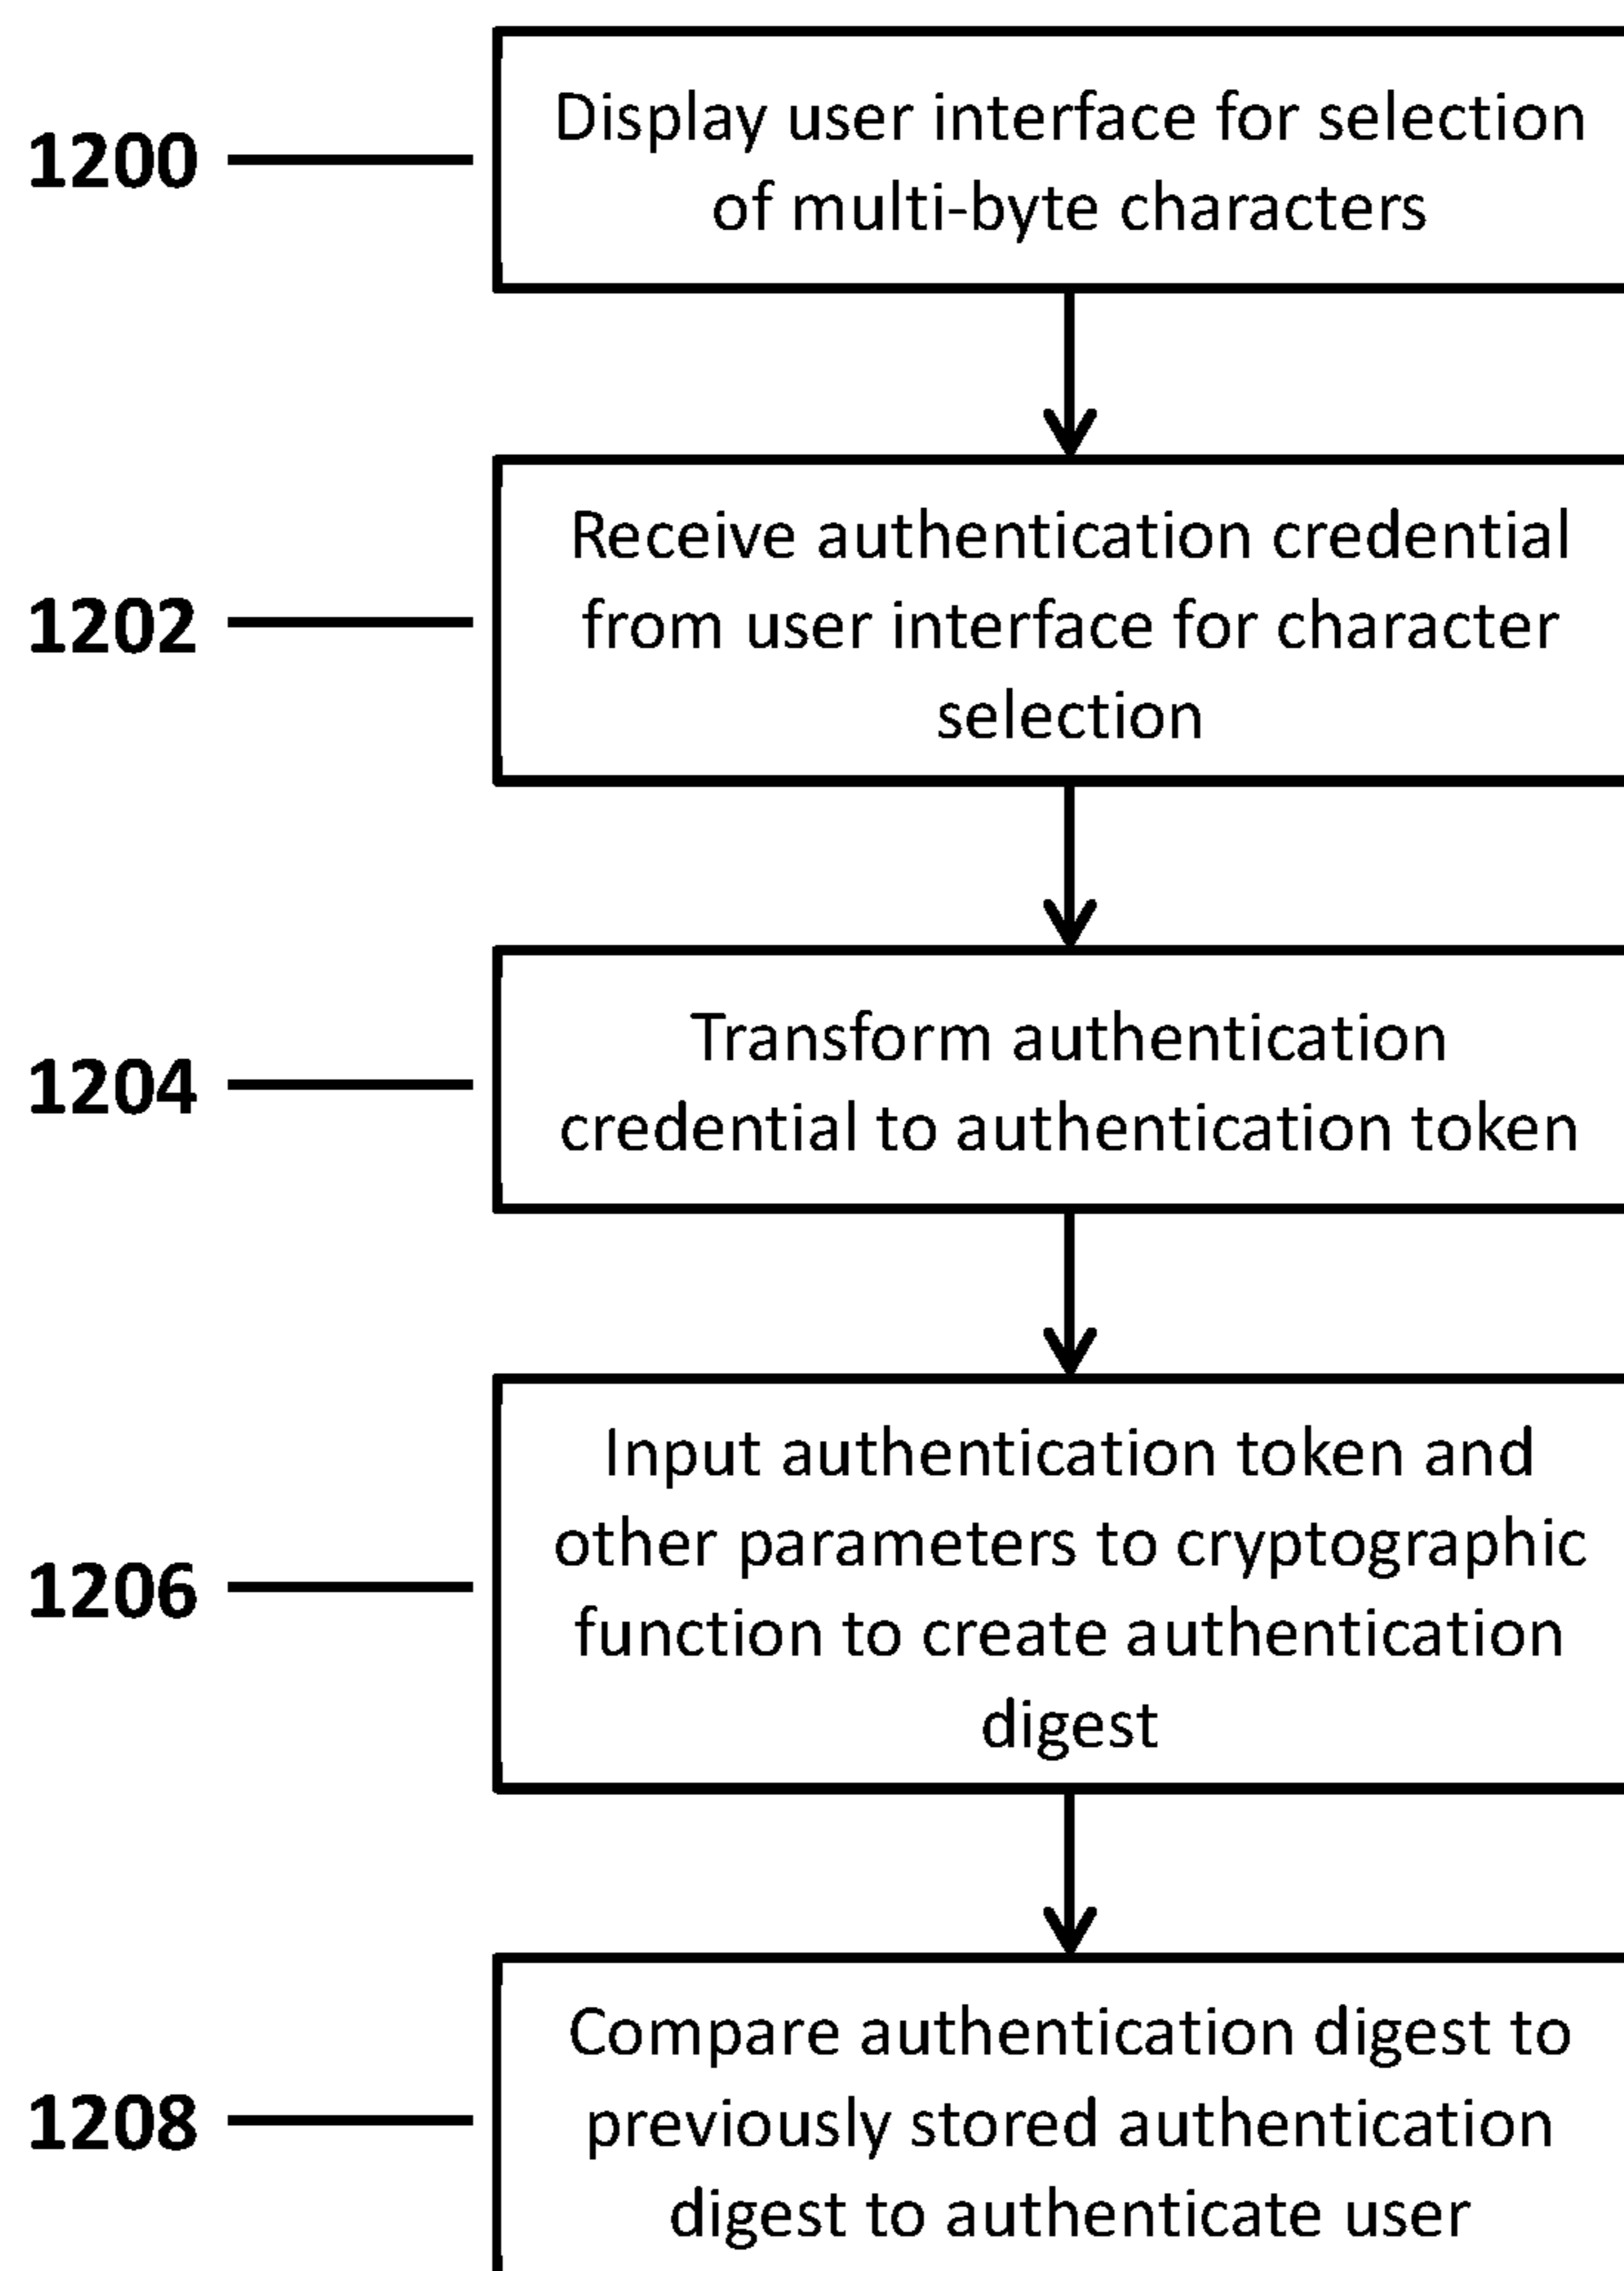 1200
Display user interface for selection
of multi-byte characters
1202
Receive authentication credential
from user interface for character
selection
1204
Transform authentication
credential to authentication token
1206
Input authentication token and
other parameters to cryptographic
function to create authentication
digest
1208
Compare authentication digest to
previously stored authentication
digest to authenticate user